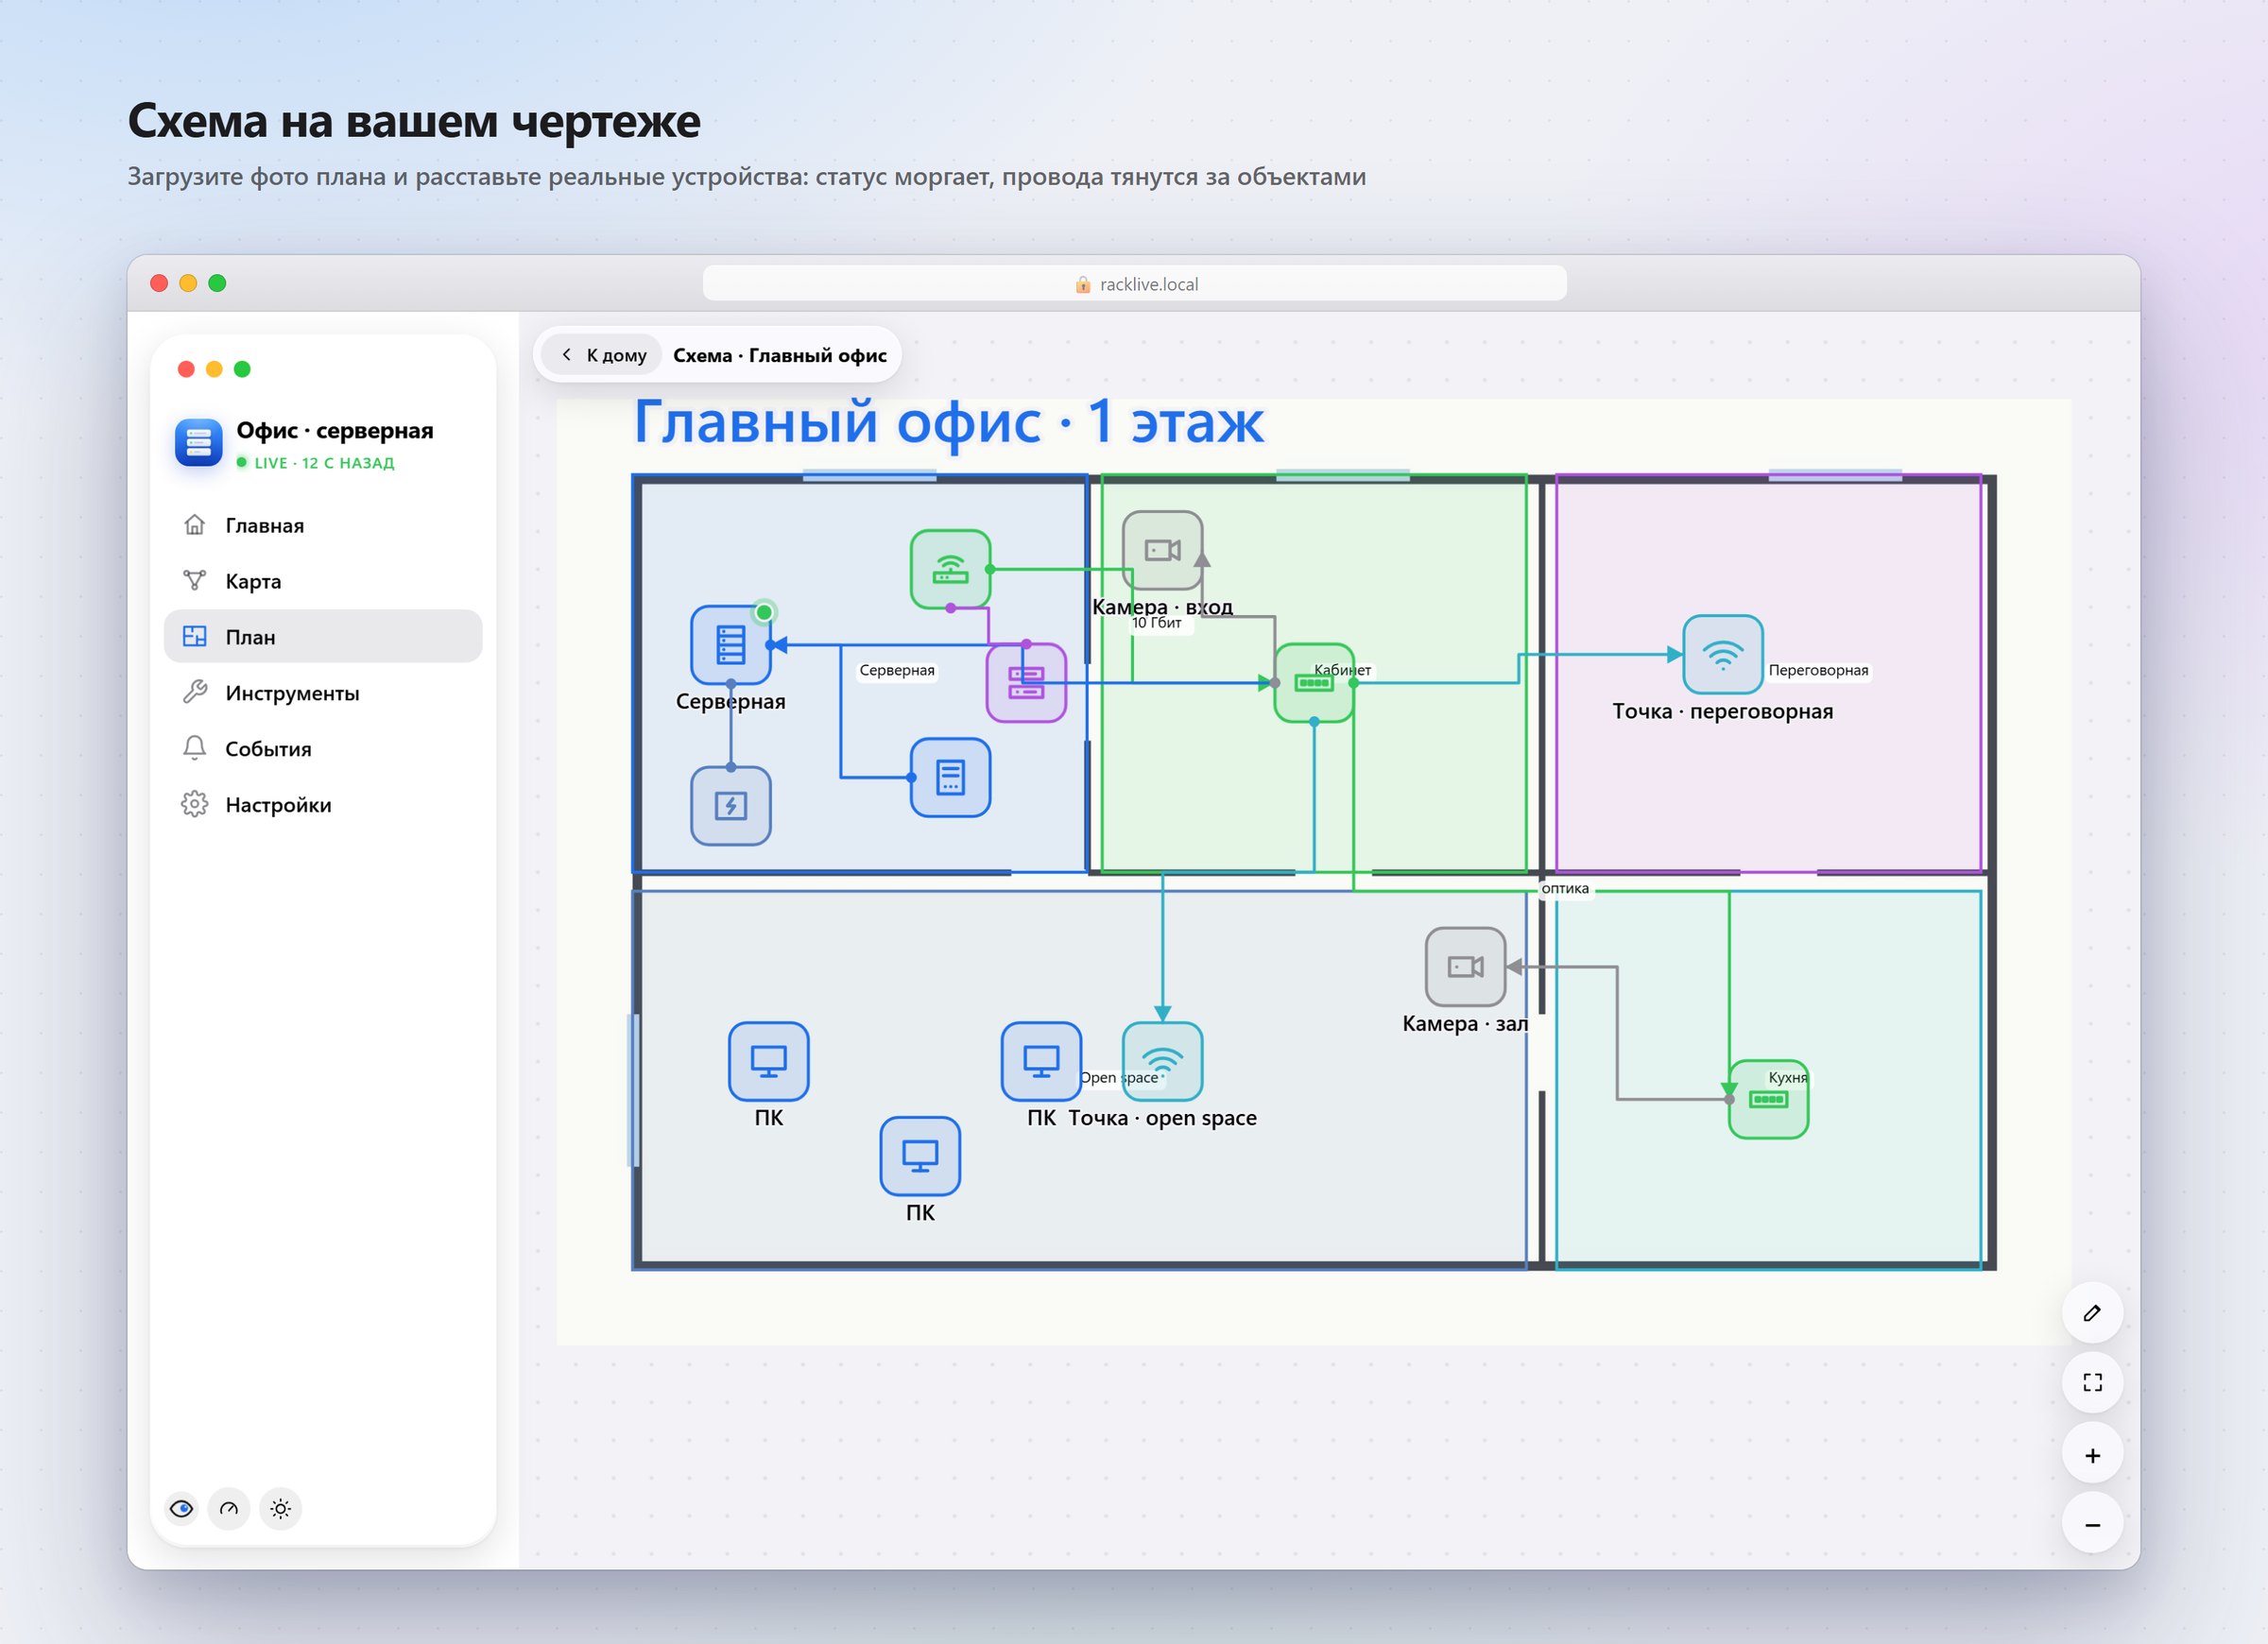 Схема на вашем чертеже
Загрузите фото плана и расставьте реальные устройства: статус моргает, провода тянутся за объектами
racklive.local
К дому
Схема · Главный офис
Офис · серверная
LIVE · 12 С НАЗАД
Главная
Карта
План
Инструменты
События
Настройки
Главный офис · 1 этаж
Камера · вход
10 Гбит
Серверная
Кабинет
Переговорная
Серверная
Точка · переговорная
оптика
Камера · зал
Open space
Кухня
ПК
ПК
Точка · open space
ПК